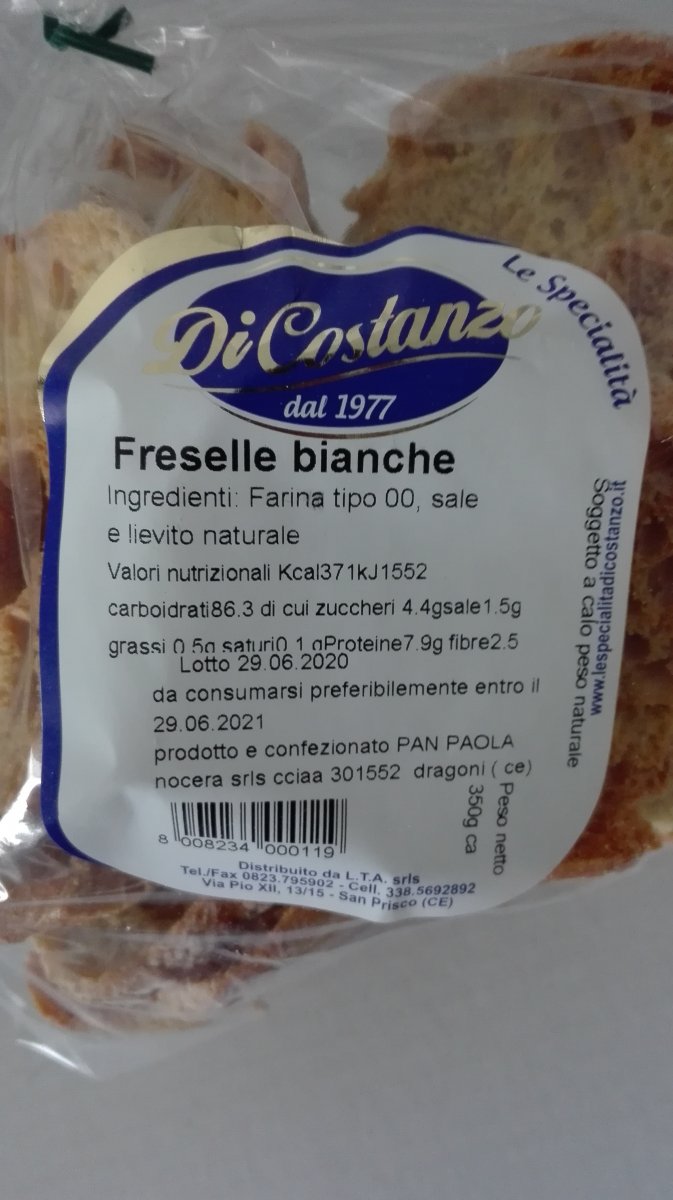 Le Specialità
Di Costanzo
dal 1977
Freselle bianche
Ingredienti: Farina tipo 00, sale
e lievito naturale
Valori nutrizionali Kcal371kJ1552
carboidrati86.3 di cui zuccheri 4.4gsale1.5g
grassi 0.5g saturi0.1 gProteine7.9g fibre2.5
Lotto 29.06.2020
da consumarsi preferibilemente entro il
29.06.2021
prodotto e confezionato PAN PAOLA
nocera srls cciaa 301552 dragoni ( ce)
Peso netto
350g ca
8 008234 000119
Distribuito da L.T.A. srls
Tel./Fax 0823.795902 - Cell. 338.5692892
Via Pio XII, 13/15 - San Prisco (CE)
www.lespecialitadicostanzo.it
Soggetto a calo peso naturale